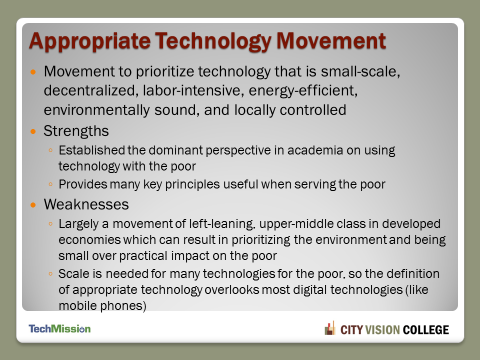 Appropriate Technology Movement
Movement to prioritize technology that is small-scale,
decentralized, labor-intensive, energy-efficient,
environmentally sound, and locally controlled
Strengths
Established the dominant perspective in academia on using
technology with the poor
Provides many key principles useful when serving the poor
Weaknesses
Largely a movement of left-leaning, upper-middle class in developed
economies which can result in prioritizing the environment and being
small over practical impact on the poor
Scale is needed for many technologies for the poor, so the definition
of appropriate technology overlooks most digital technologies (like
mobile phones)
TechMission
CITY VISION COLLEGE